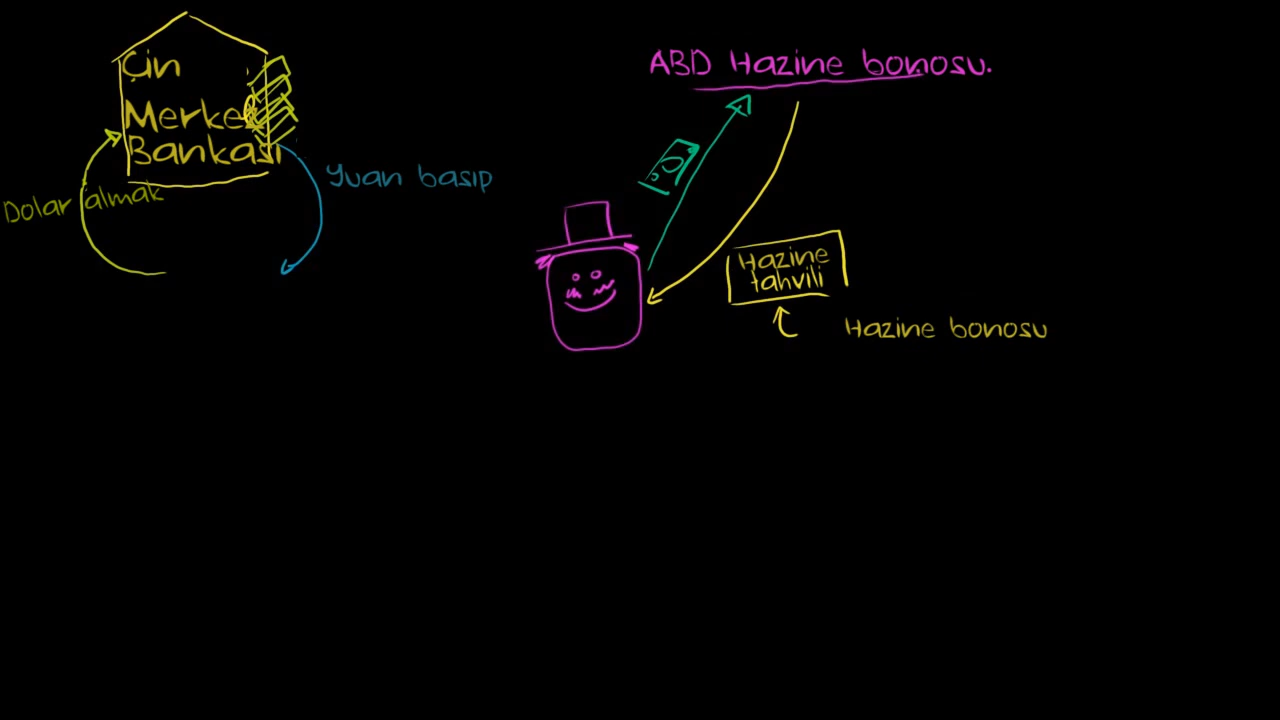 Çin
Merkez
Bankası
Dolar almak
Yuan basıp
ABD Hazine bonosu.
Hazine
tahvili
Hazine bonosu